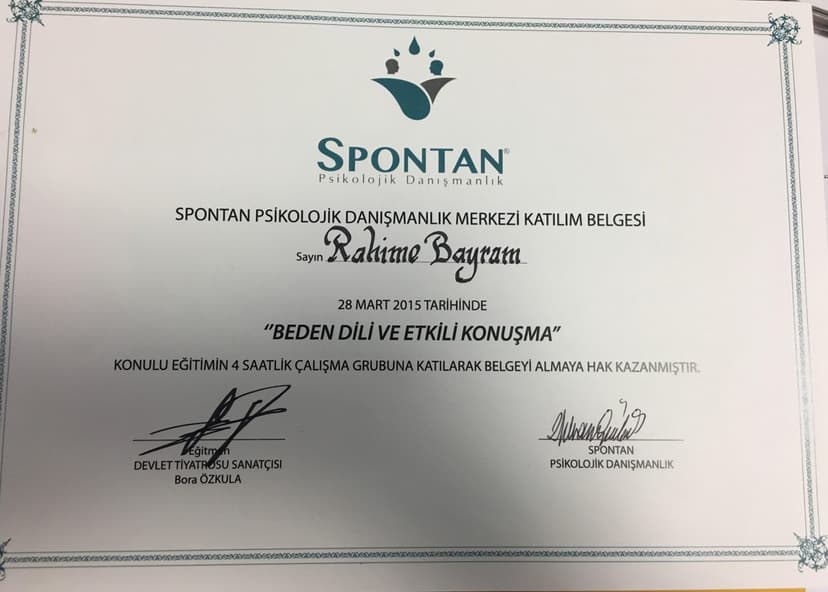 SPONTAN®
Psikolojik Danışmanlık
SPONTAN PSİKOLOJİK DANIŞMANLIK MERKEZİ KATILIM BELGESİ
Sayın Rahime Bayram
28 MART 2015 TARİHİNDE
"BEDEN DİLİ VE ETKİLİ KONUŞMA"
KONULU EĞİTİMİN 4 SAATLİK ÇALIŞMA GRUBUNA KATILARAK BELGEYİ ALMAYA HAK KAZANMIŞTIR.
Eğitmen
DEVLET TİYATROSU SANATÇISI
Bora ÖZKULA
SPONTAN
PSİKOLOJİK DANIŞMANLIK